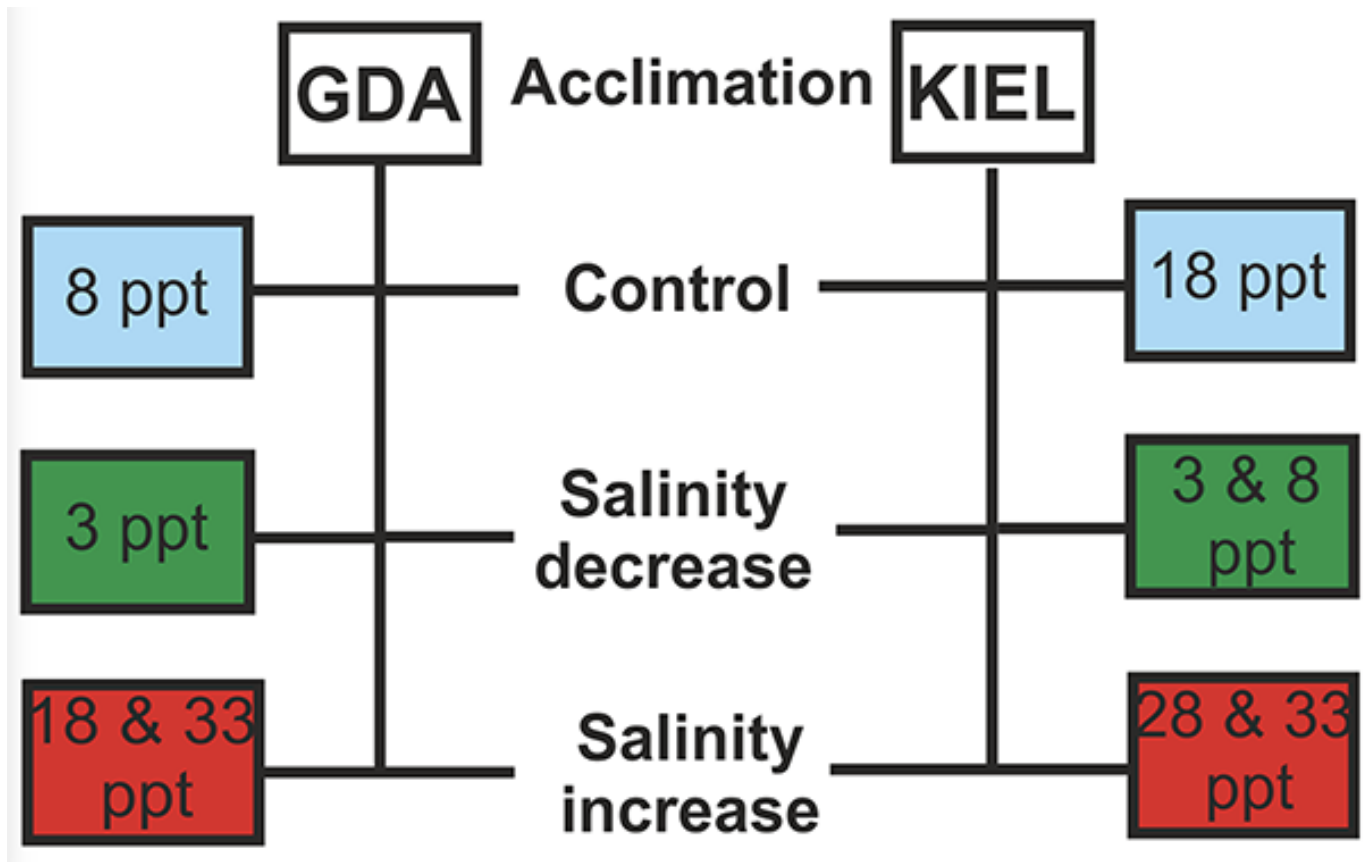 GDA Acclimation KIEL
8 ppt Control 18 ppt
3 ppt
Salinity
decrease
3 & 8
ppt
18 & 33
ppt
Salinity
increase
28 & 33
ppt